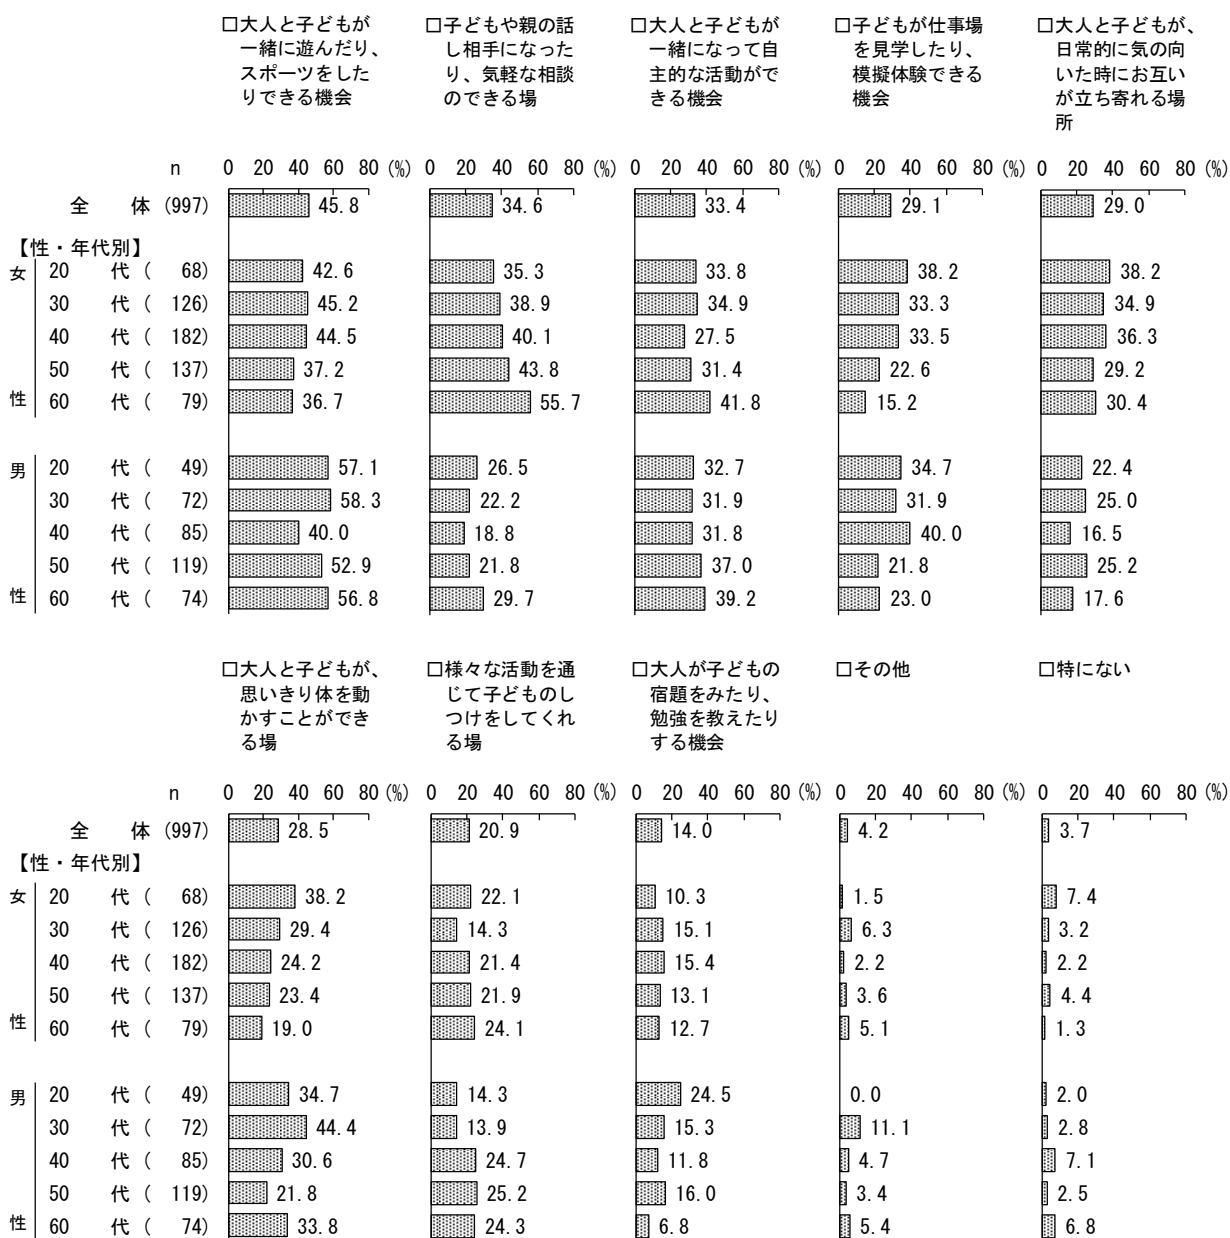 □大人と子どもが
一緒に遊んだり、
スポーツをした
りできる機会
□子どもや親の話
し相手になった
り、気軽な相談
のできる場
□大人と子どもが
一緒になって自
主的な活動がで
きる機会
□子どもが仕事場
を見学したり、
模擬体験できる
機会
□大人と子どもが、
日常的に気の向
いた時にお互い
が立ち寄れる場
所
n 0 20 40 60 80 (%) 0 20 40 60 80 (%) 0 20 40 60 80 (%) 0 20 40 60 80 (%) 0 20 40 60 80 (%)
全 体 (997) 45.8 34.6 33.4 29.1 29.0
【性・年代別】
女 20 代 ( 68) 42.6 35.3 33.8 38.2 38.2
30 代 ( 126) 45.2 38.9 34.9 33.3 34.9
40 代 ( 182) 44.5 40.1 27.5 33.5 36.3
50 代 ( 137) 37.2 43.8 31.4 22.6 29.2
性 60 代 ( 79) 36.7 55.7 41.8 15.2 30.4
男 20 代 ( 49) 57.1 26.5 32.7 34.7 22.4
30 代 ( 72) 58.3 22.2 31.9 31.9 25.0
40 代 ( 85) 40.0 18.8 31.8 40.0 16.5
50 代 ( 119) 52.9 21.8 37.0 21.8 25.2
性 60 代 ( 74) 56.8 29.7 39.2 23.0 17.6
□大人と子どもが、
思いきり体を動
かすことができ
る場
□様々な活動を通
じて子どものし
つけをしてくれ
る場
□大人が子どもの
宿題をみたり、
勉強を教えたり
する機会
□その他
□特にない
n 0 20 40 60 80 (%) 0 20 40 60 80 (%) 0 20 40 60 80 (%) 0 20 40 60 80 (%) 0 20 40 60 80 (%)
全 体 (997) 28.5 20.9 14.0 4.2 3.7
【性・年代別】
女 20 代 ( 68) 38.2 22.1 10.3 1.5 7.4
30 代 ( 126) 29.4 14.3 15.1 6.3 3.2
40 代 ( 182) 24.2 21.4 15.4 2.2 2.2
50 代 ( 137) 23.4 21.9 13.1 3.6 4.4
性 60 代 ( 79) 19.0 24.1 12.7 5.1 1.3
男 20 代 ( 49) 34.7 14.3 24.5 0.0 2.0
30 代 ( 72) 44.4 13.9 15.3 11.1 2.8
40 代 ( 85) 30.6 24.7 11.8 4.7 7.1
50 代 ( 119) 21.8 25.2 16.0 3.4 2.5
性 60 代 ( 74) 33.8 24.3 6.8 5.4 6.8